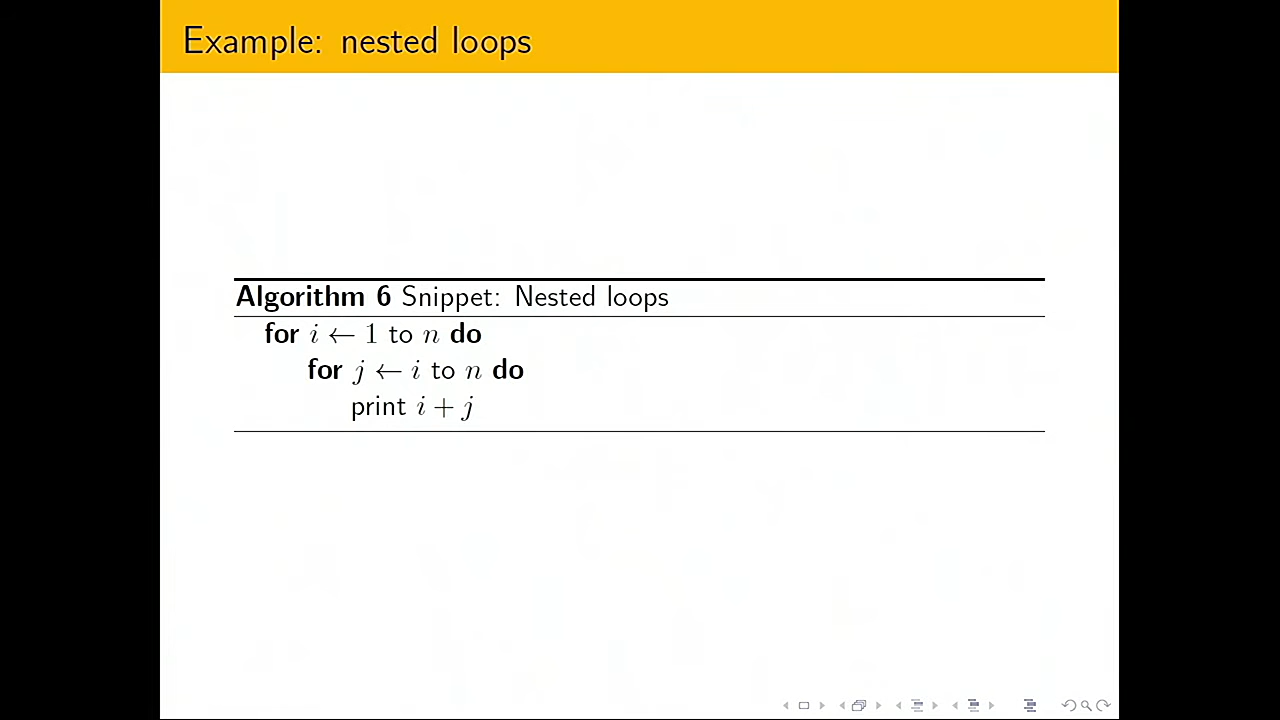 Example: nested loops
Algorithm 6 Snippet: Nested loops
for i ← 1 to n do
for j ← i to n do
print i + j